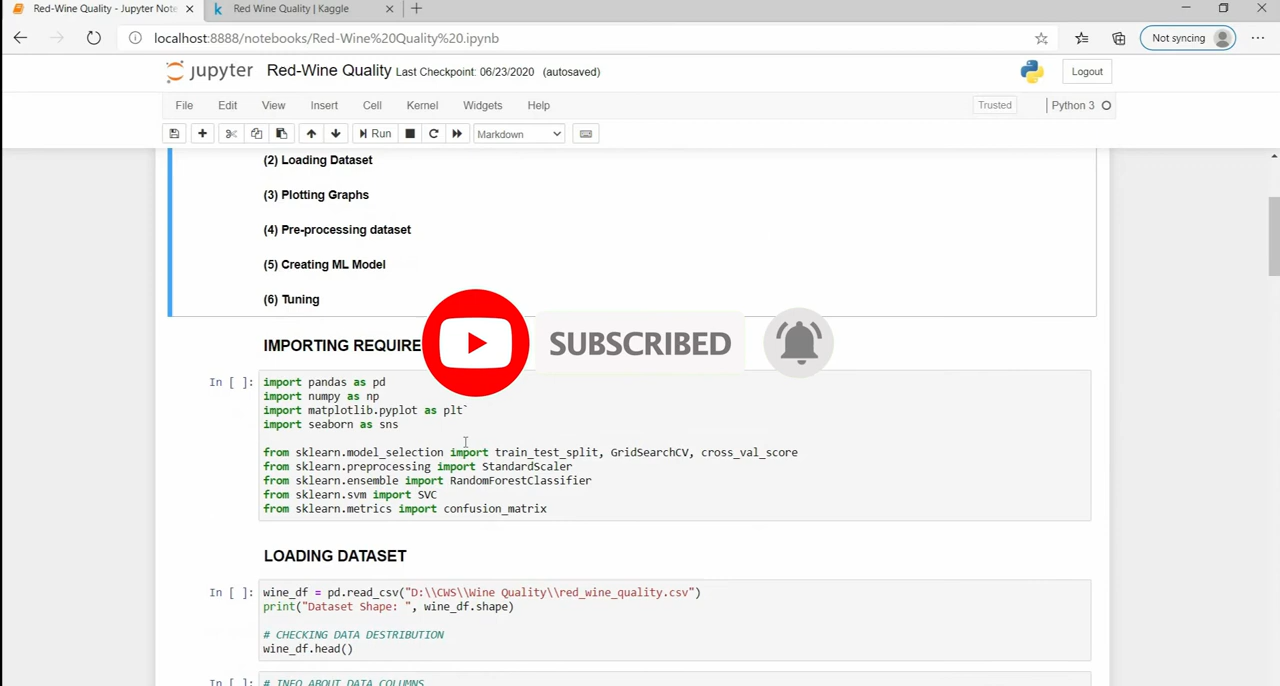 Red-Wine Quality - Jupyter Note
Red Wine Quality | Kaggle
localhost:8888/notebooks/Red-Wine%20Quality%20.ipynb
Not syncing
jupyter Red-Wine Quality Last Checkpoint: 06/23/2020 (autosaved)
Logout
File Edit View Insert Cell Kernel Widgets Help
Trusted
Python 3
Run
Markdown
(2) Loading Dataset
(3) Plotting Graphs
(4) Pre-processing dataset
(5) Creating ML Model
(6) Tuning
IMPORTING REQUIRE
SUBSCRIBED
In [ ]:
import pandas as pd
import numpy as np
import matplotlib.pyplot as plt`
import seaborn as sns
from sklearn.model_selection import train_test_split, GridSearchCV, cross_val_score
from sklearn.preprocessing import StandardScaler
from sklearn.ensemble import RandomForestClassifier
from sklearn.svm import SVC
from sklearn.metrics import confusion_matrix
LOADING DATASET
In [ ]:
wine_df = pd.read_csv("D:\\CWS\\Wine Quality\\red_wine_quality.csv")
print("Dataset Shape: ", wine_df.shape)
# CHECKING DATA DESTRIBUTION
wine_df.head()
In [ ]:
# INFO ABOUT DATA COLUMNS